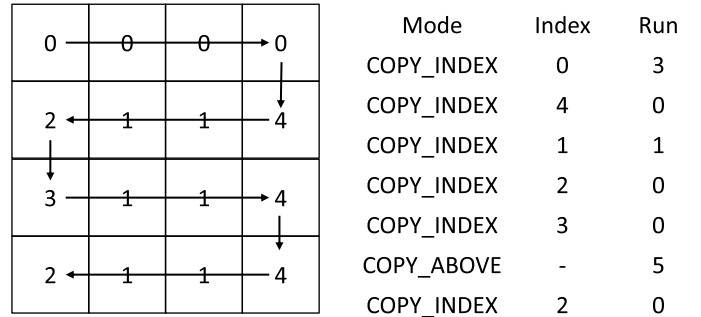 0 0 0 0
2 1 1 4
3 1 1 4
2 1 1 4
Mode Index Run
COPY_INDEX 0 3
COPY_INDEX 4 0
COPY_INDEX 1 1
COPY_INDEX 2 0
COPY_INDEX 3 0
COPY_ABOVE - 5
COPY_INDEX 2 0